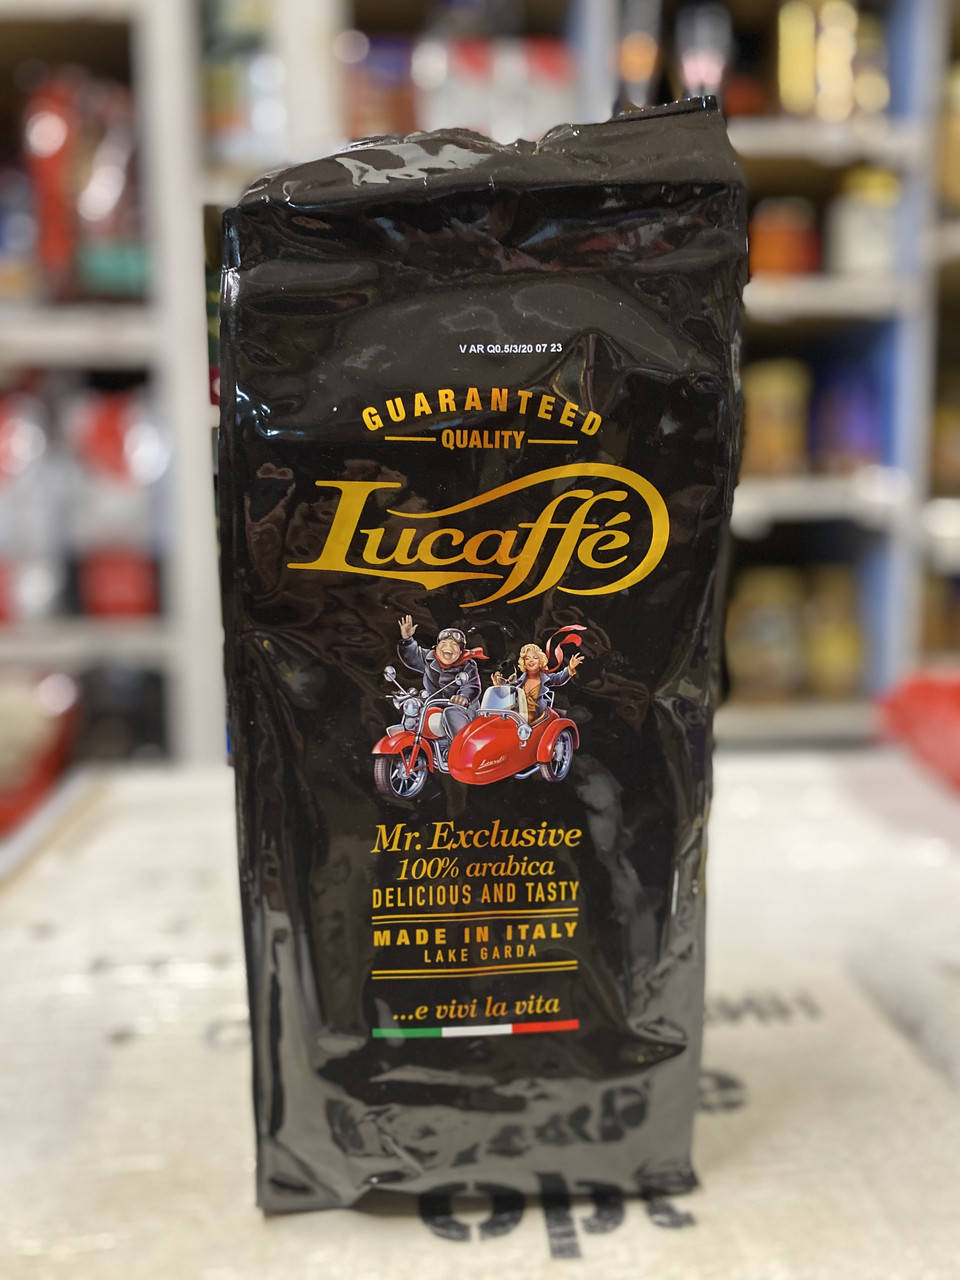 V AR Q0.5/3/20 07 23
GUARANTEED
QUALITY
Lucaffé
Lucaffé
Mr. Exclusive
100% arabica
DELICIOUS AND TASTY
MADE IN ITALY
LAKE GARDA
...e vivi la vita